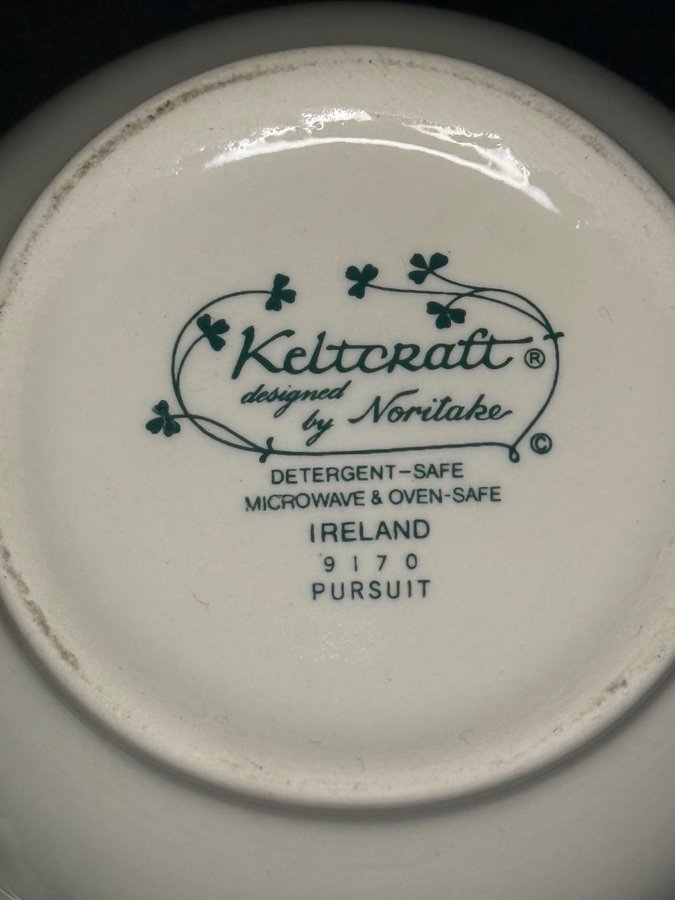 Keltcraft ®
designed
by Noritake
©
DETERGENT-SAFE
MICROWAVE & OVEN-SAFE
IRELAND
9170
PURSUIT